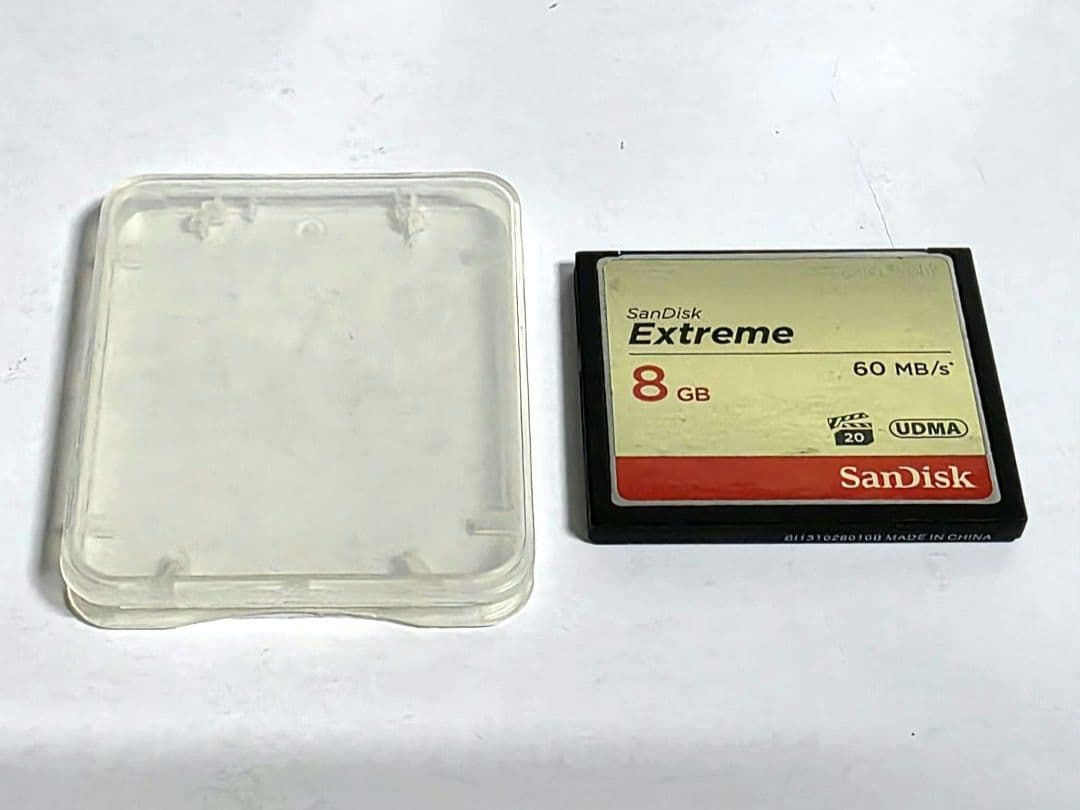 SanDisk
Extreme
8 GB
60 MB/s*
20
UDMA
SanDisk
MADE IN CHINA